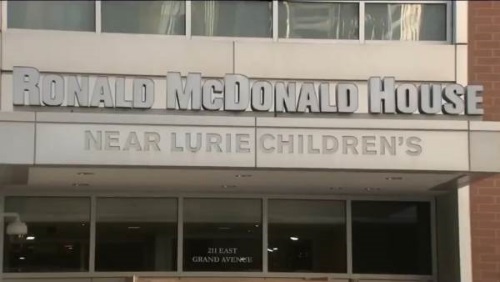 RONALD McDONALD HOUSE
NEAR LURIE CHILDREN'S
211 EAST
GRAND AVENUE